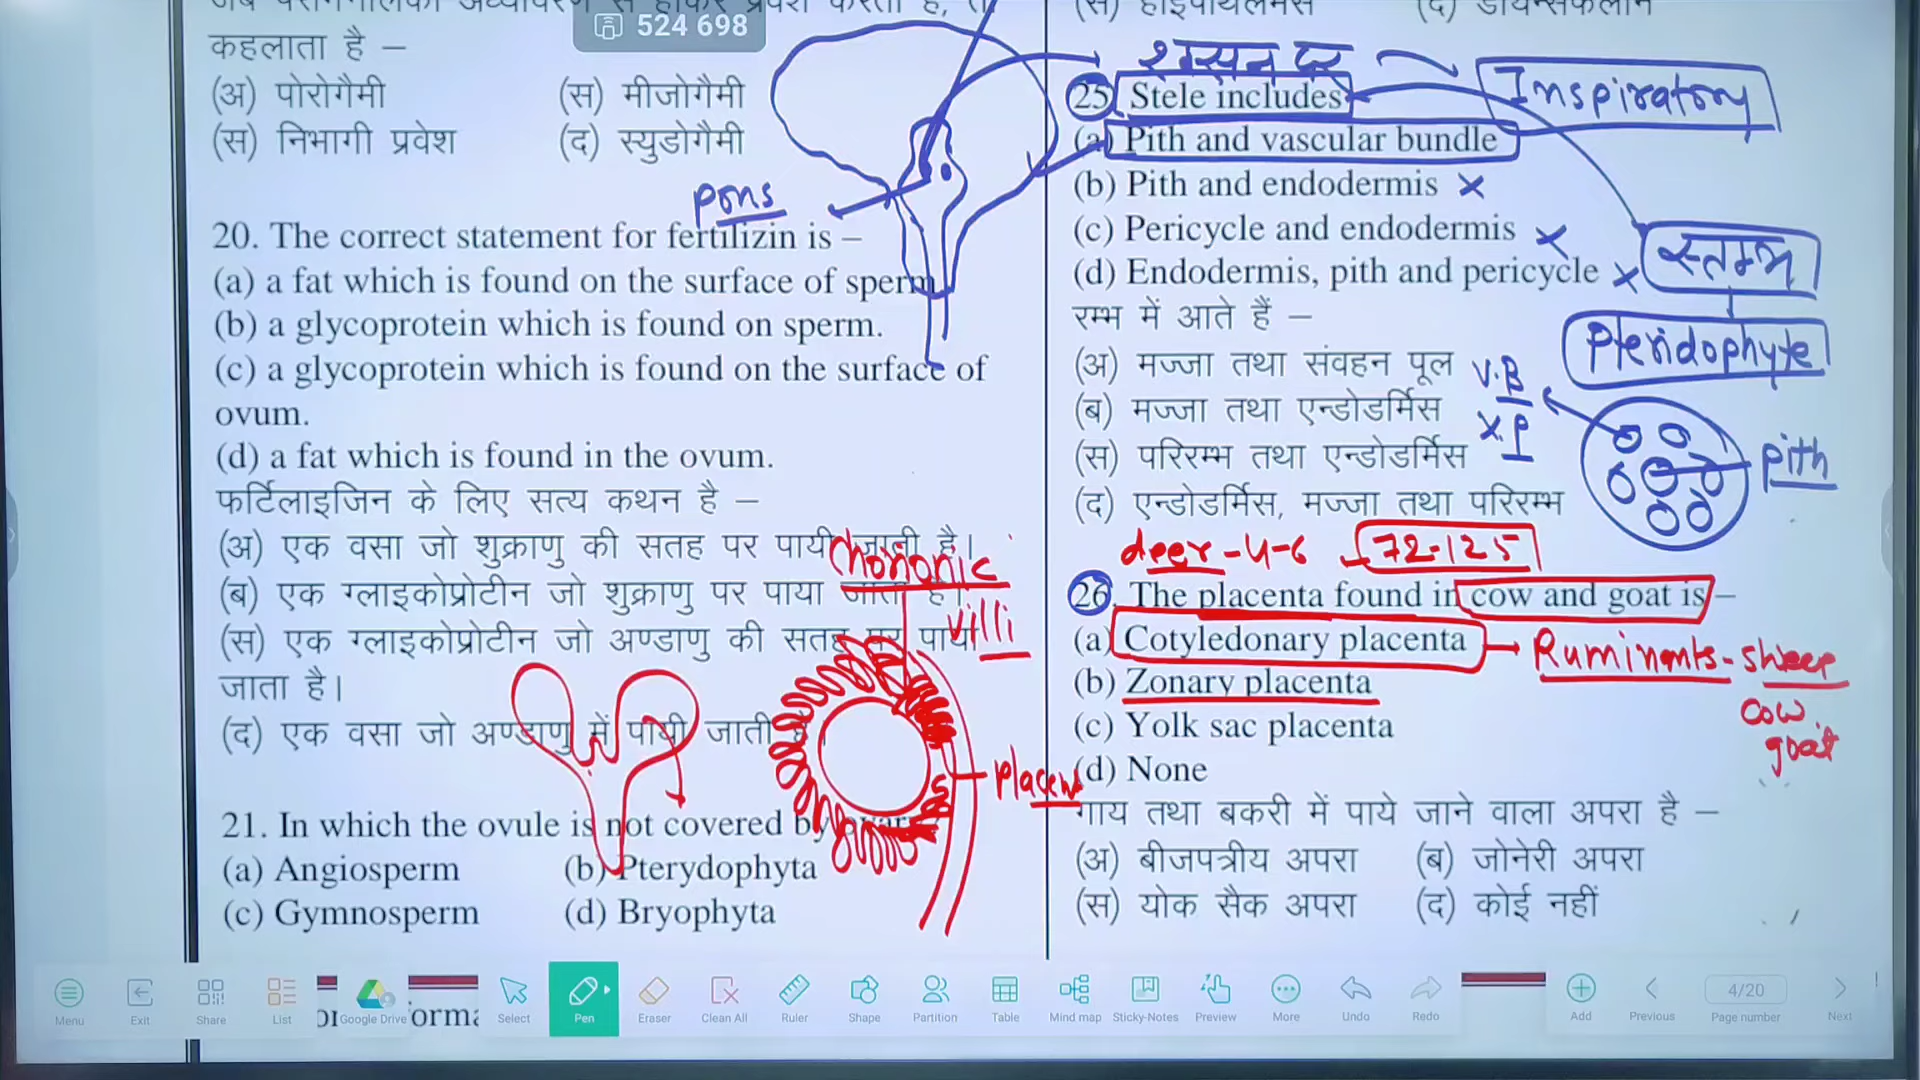 524 698
कहलाता है –
(अ) पोरोगैमी (स) मीजोगैमी
(स) निभागी प्रवेश (द) स्युडोगैमी
pons
20. The correct statement for fertilizin is –
(a) a fat which is found on the surface of sperm
(b) a glycoprotein which is found on sperm.
(c) a glycoprotein which is found on the surface of
ovum.
(d) a fat which is found in the ovum.
फर्टिलाइजिन के लिए सत्य कथन है –
(अ) एक वसा जो शुक्राणु की सतह पर पायी जाती है।
(ब) एक ग्लाइकोप्रोटीन जो शुक्राणु पर पाया जाता है।
(स) एक ग्लाइकोप्रोटीन जो अण्डाणु की सतह पर पाया
जाता है।
(द) एक वसा जो अण्डाणु में पायी जाती है।
Chorionic
villi
placent
21. In which the ovule is not covered by ovary
(a) Angiosperm (b) Pterydophyta
(c) Gymnosperm (d) Bryophyta
श्वसन दर
Inspiratory
25 Stele includes
(a) Pith and vascular bundle
(b) Pith and endodermis x
(c) Pericycle and endodermis x
(d) Endodermis, pith and pericycle x
स्तम्भ
Pteridophyte
रम्भ में आते हैं –
(अ) मज्जा तथा संवहन पूल
(ब) मज्जा तथा एन्डोडर्मिस
(स) परिरम्भ तथा एन्डोडर्मिस
(द) एन्डोडर्मिस, मज्जा तथा परिरम्भ
V.B
X.P
pith
deer-4-6 72-125
26. The placenta found in cow and goat is –
(a) Cotyledonary placenta
(b) Zonary placenta
(c) Yolk sac placenta
(d) None
Ruminants-sheep
cow.
goat
गाय तथा बकरी में पाये जाने वाला अपरा है –
(अ) बीजपत्रीय अपरा (ब) जोनेरी अपरा
(स) योक सैक अपरा (द) कोई नहीं
Menu Exit Share List Google Drive Select Pen Eraser Clean All Ruler Shape Partition Table Mind map Sticky-Notes Preview More Undo Redo Add Previous 4/20 Page number Next